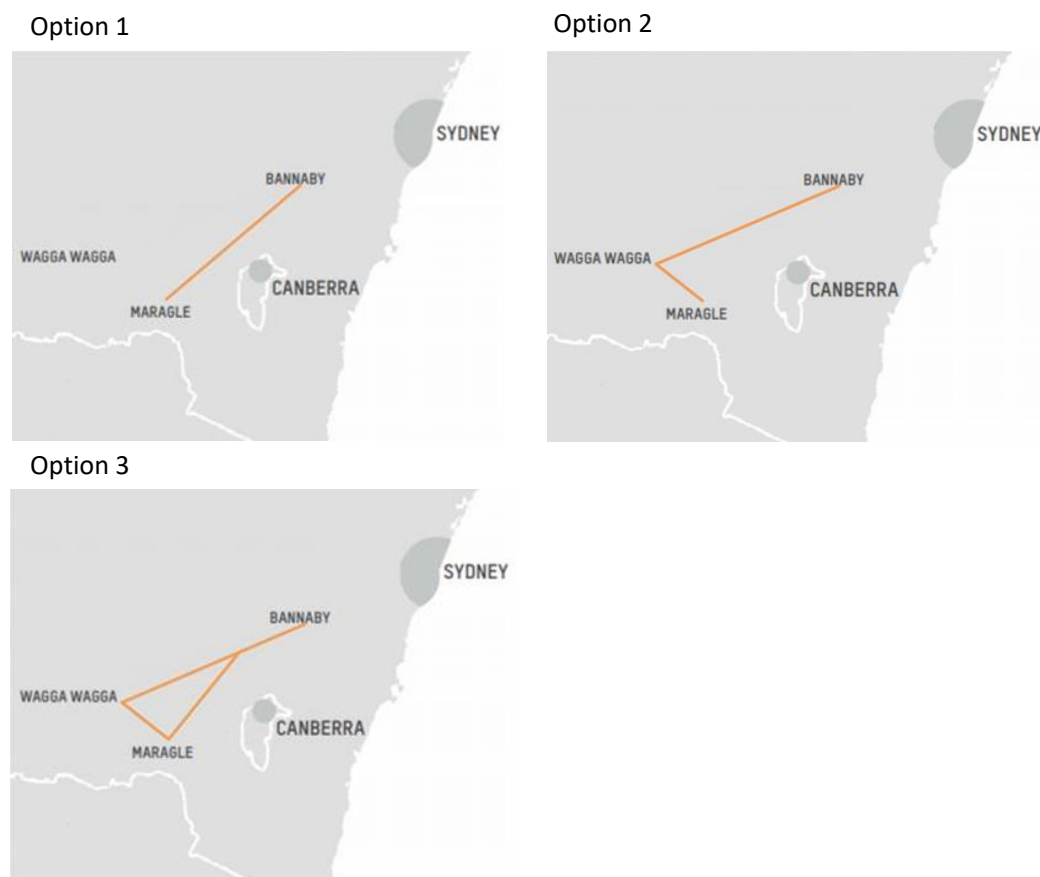 Option 1
SYDNEY
BANNABY
WAGGA WAGGA
CANBERRA
MARAGLE
Option 2
SYDNEY
BANNABY
WAGGA WAGGA
CANBERRA
MARAGLE
Option 3
SYDNEY
BANNABY
WAGGA WAGGA
CANBERRA
MARAGLE